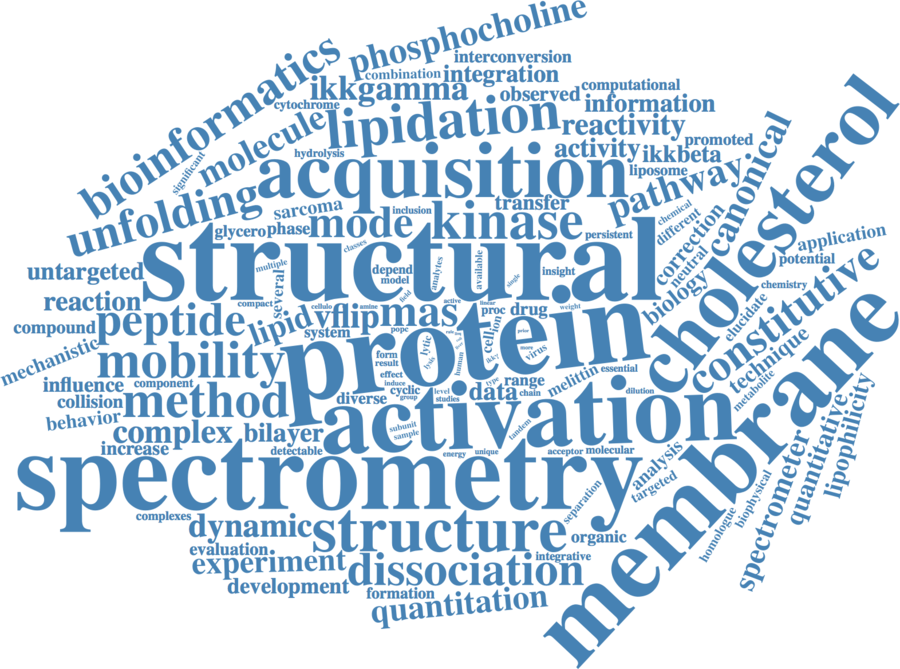 phosphocholine
interconversion
combination
integration
bioinformatics
ikkgamma
observed
computational
cytochrome
information
molecule
lipidation
reactivity
promoted
hydrolysis
activity
ikkbeta
significant
acquisition
liposome
pathway
canonical
cholesterol
unfolding
sarcoma
inclusion
transfer
chemical
glycero
phase
mode
kinase
persistent
different
correction
structural
classes
application
untargeted
multiple
depend
model
analytes
available
single
insight
neutral
potential
reaction
several
compact
field
active
linear
weight
biology
chemistry
constitutive
compound
peptide
lipid
vflipmas
cellulo
amine
proc
drug
elucidate
system
popc
protein
cell
ion
technique
mechanistic
mobility
form
result
lytic
lysis
human
virus
effect
essential
influence
component
induce
cyclic
level
type
range
melittin
metabolite
collision
method
diverse
group
studies
data
chain
dilution
membrane
behavior
complex
bilayer
activation
subunit
sample
tandem
quantitative
lipophilicity
increase
detectable
energy
unique
acceptor
molecular
analysis
spectrometry
targeted
separation
spectrometer
biophysical
homologue
complexes
dynamic
structure
organic
evaluation
integrative
experiment
dissociation
development
formation
quantitation